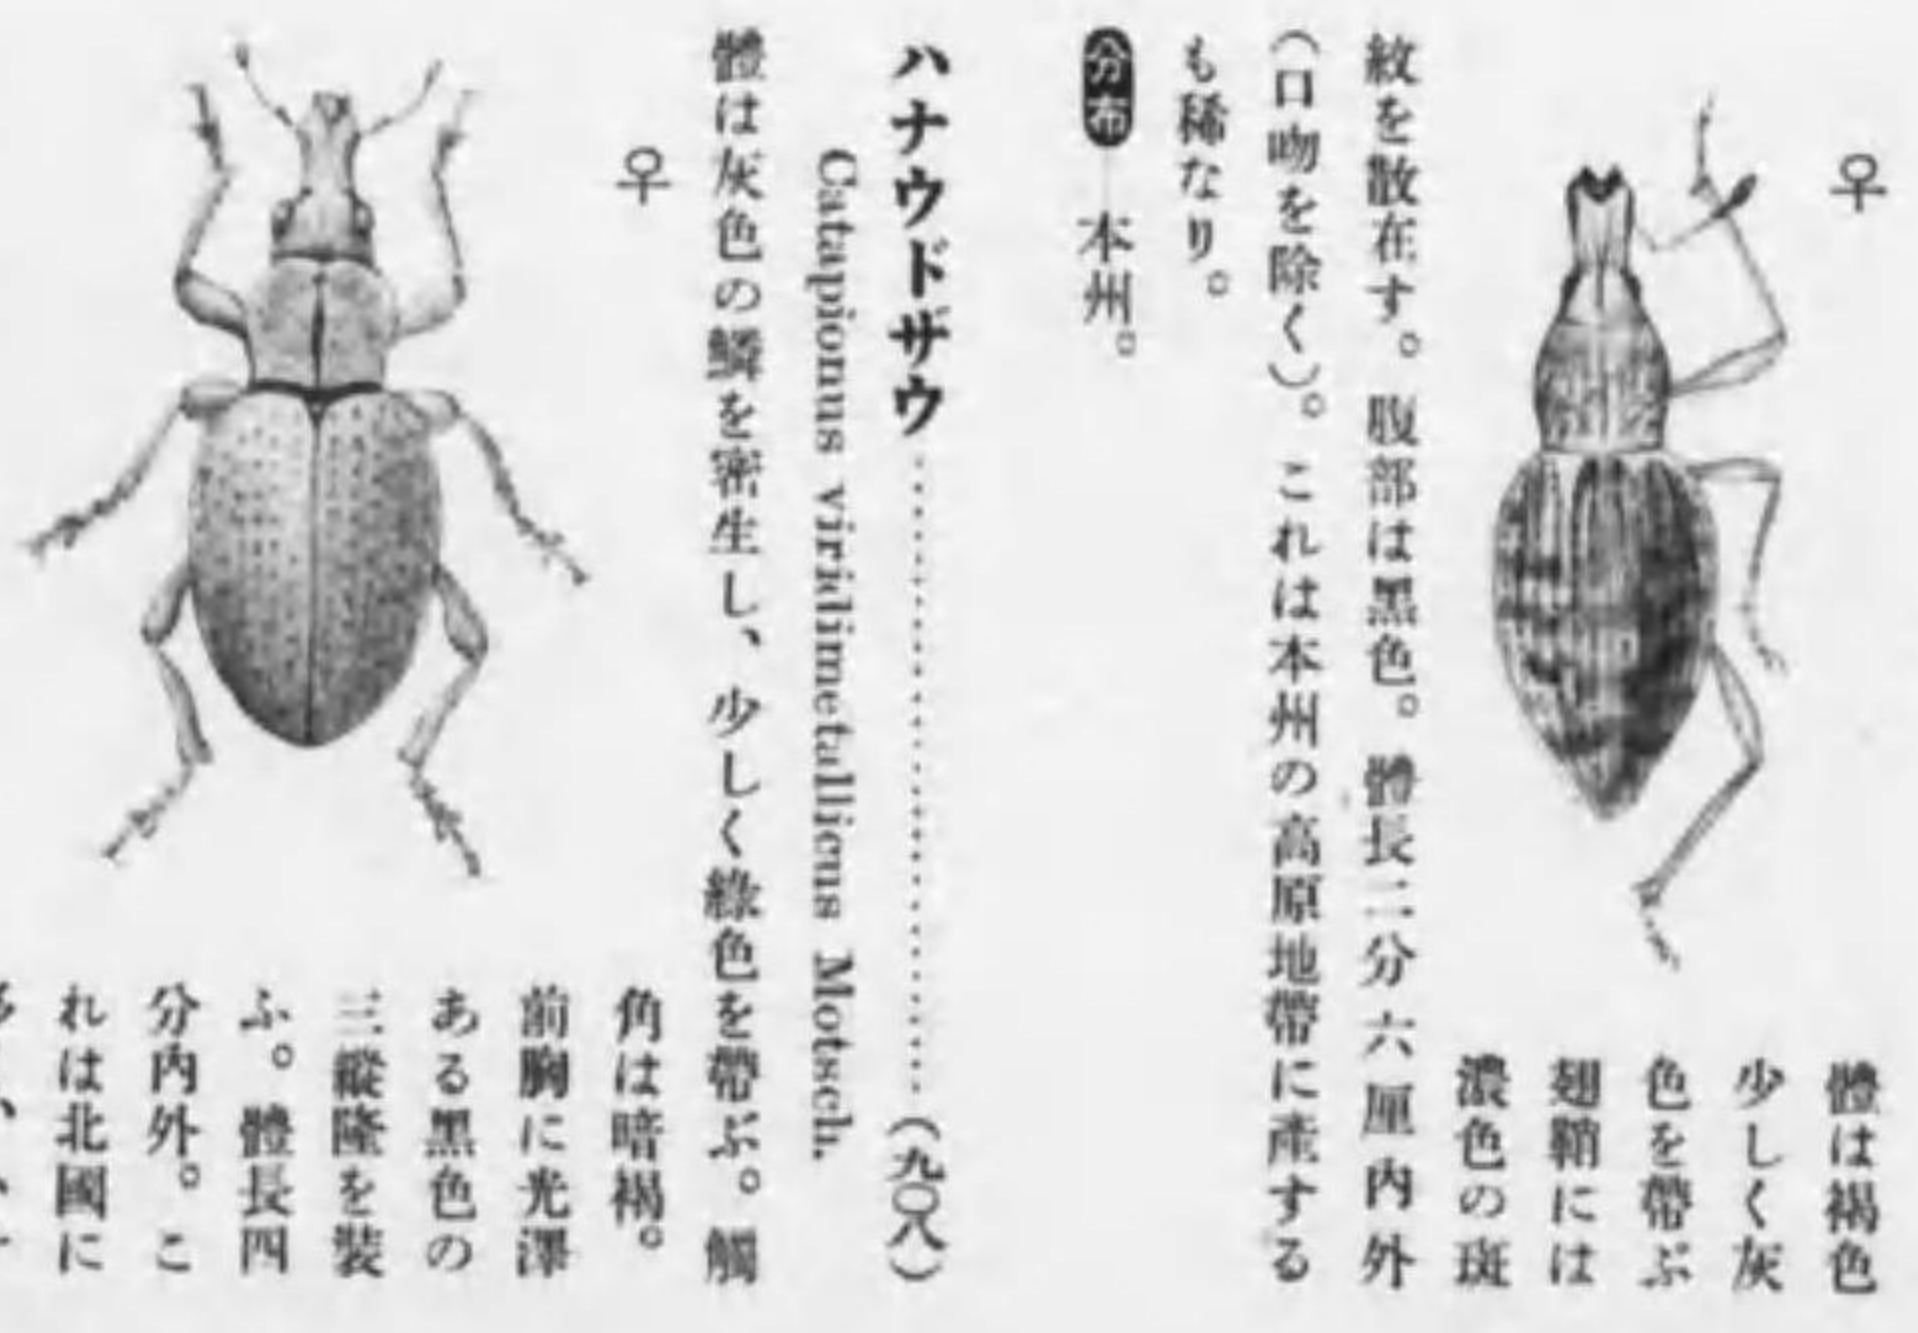 ♀
體は褐色
少しく灰
色を帶ぶ
翅鞘には
濃色の斑
紋を散在す。腹部は黑色。體長二分六厘内外
(口吻を除く)。これは本州の高原地帶に產する
も稀なり。
分布 本州。
ハナウドザウ……………………(九〇八)
Catapionus viridimetallicus Motsch.
體は灰色の鱗を密生し、少しく綠色を帶ぶ。觸
♀
角は暗褐。
前胸に光澤
ある黑色の
三縱隆を裝
ふ。體長四
分內外。こ
れは北國に